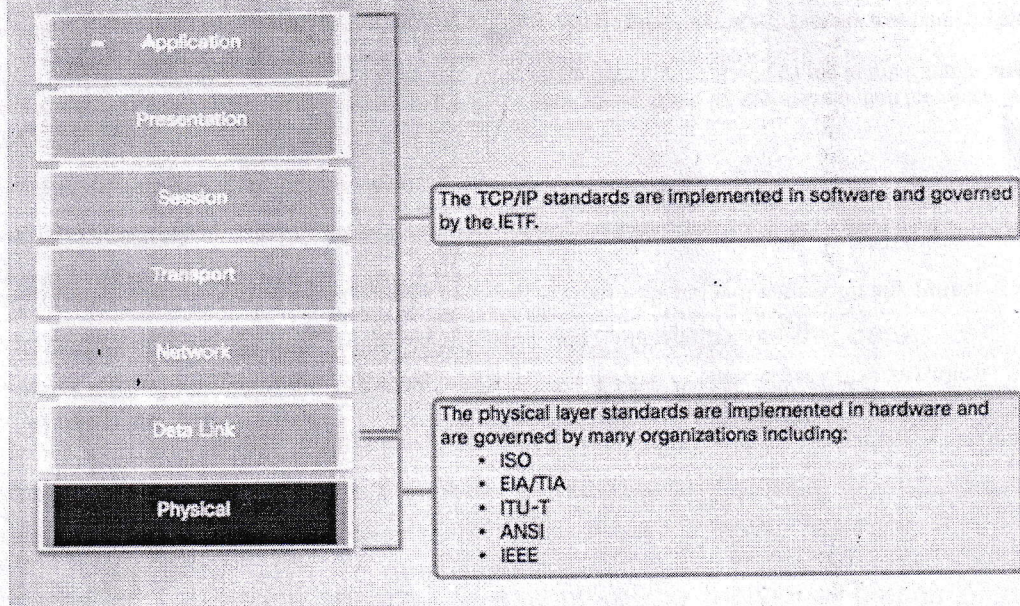 Application
Presentation
Session
The TCP/IP standards are implemented in software and governed
by the IETF.
Transport
Network
Data Link
The physical layer standards are implemented in hardware and
are governed by many organizations including:
• ISO
• EIA/TIA
• ITU-T
• ANSI
• IEEE
Physical